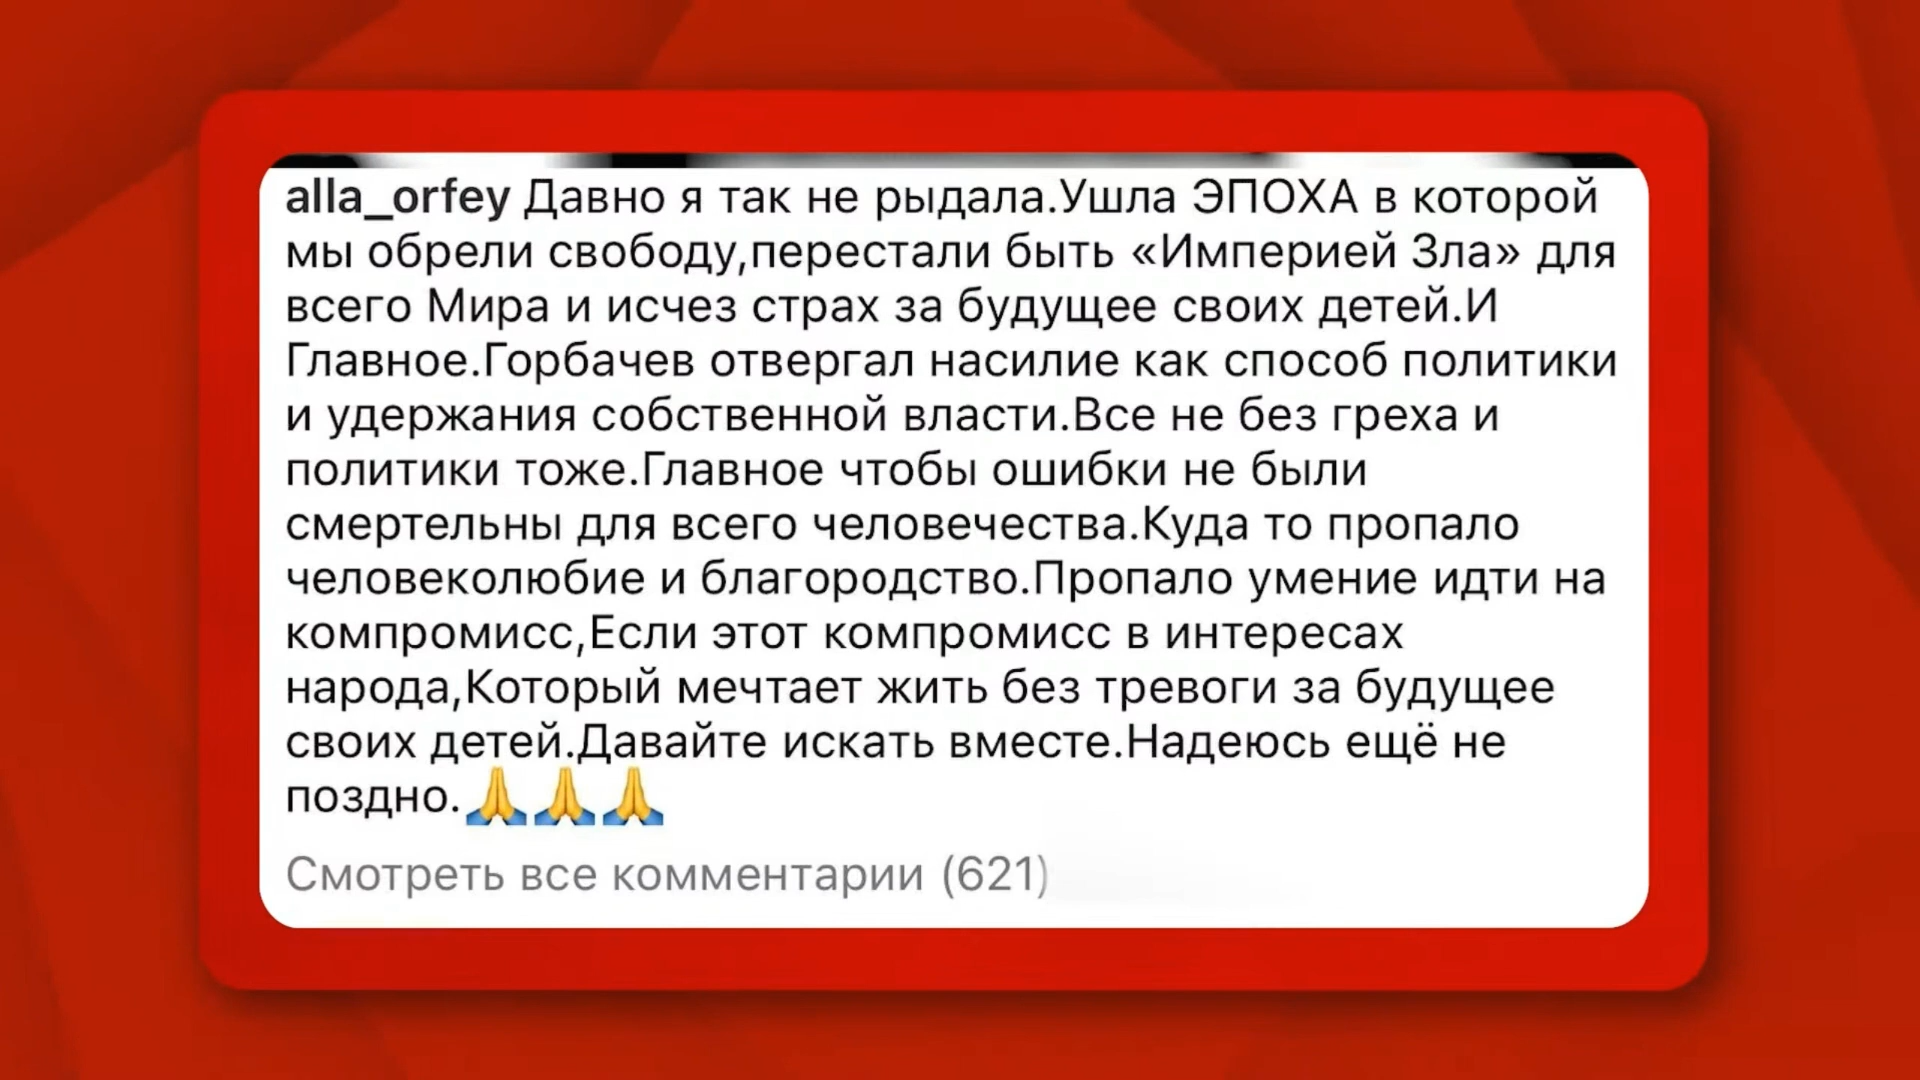 alla_orfey Давно я так не рыдала.Ушла ЭПОХА в которой
мы обрели свободу,перестали быть «Империей Зла» для
всего Мира и исчез страх за будущее своих детей.И
Главное.Горбачев отвергал насилие как способ политики
и удержания собственной власти.Все не без греха и
политики тоже.Главное чтобы ошибки не были
смертельны для всего человечества.Куда то пропало
человеколюбие и благородство.Пропало умение идти на
компромисс,Если этот компромисс в интересах
народа,Который мечтает жить без тревоги за будущее
своих детей.Давайте искать вместе.Надеюсь ещё не
поздно.🙏🙏🙏
Смотреть все комментарии (621)